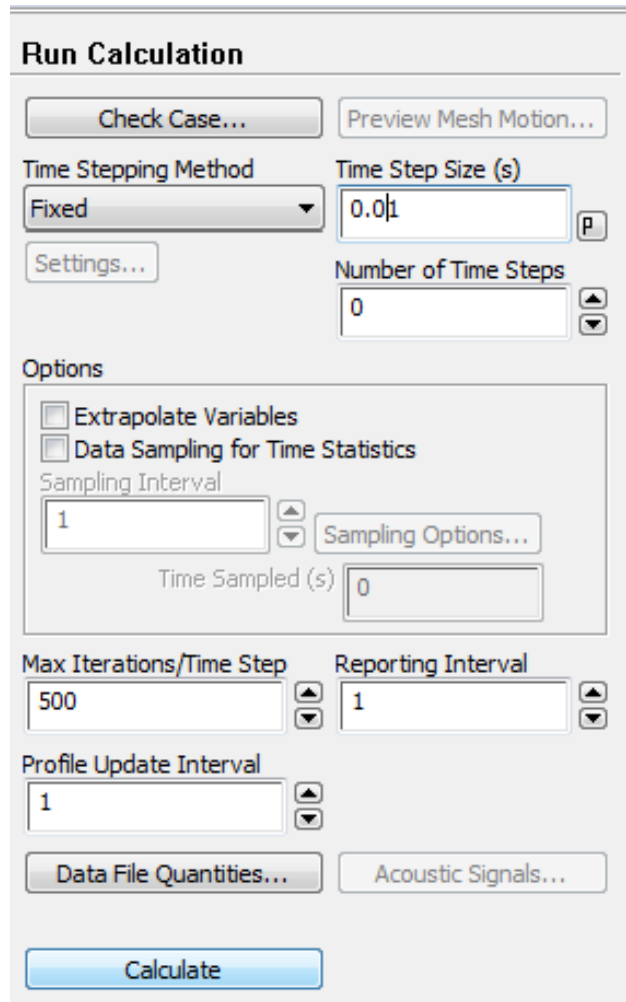 Run Calculation
Check Case... Preview Mesh Motion...
Time Stepping Method Time Step Size (s)
Fixed 0.01 P
Settings... Number of Time Steps
0
Options
Extrapolate Variables
Data Sampling for Time Statistics
Sampling Interval
1 Sampling Options...
Time Sampled (s) 0
Max Iterations/Time Step Reporting Interval
500 1
Profile Update Interval
1
Data File Quantities... Acoustic Signals...
Calculate